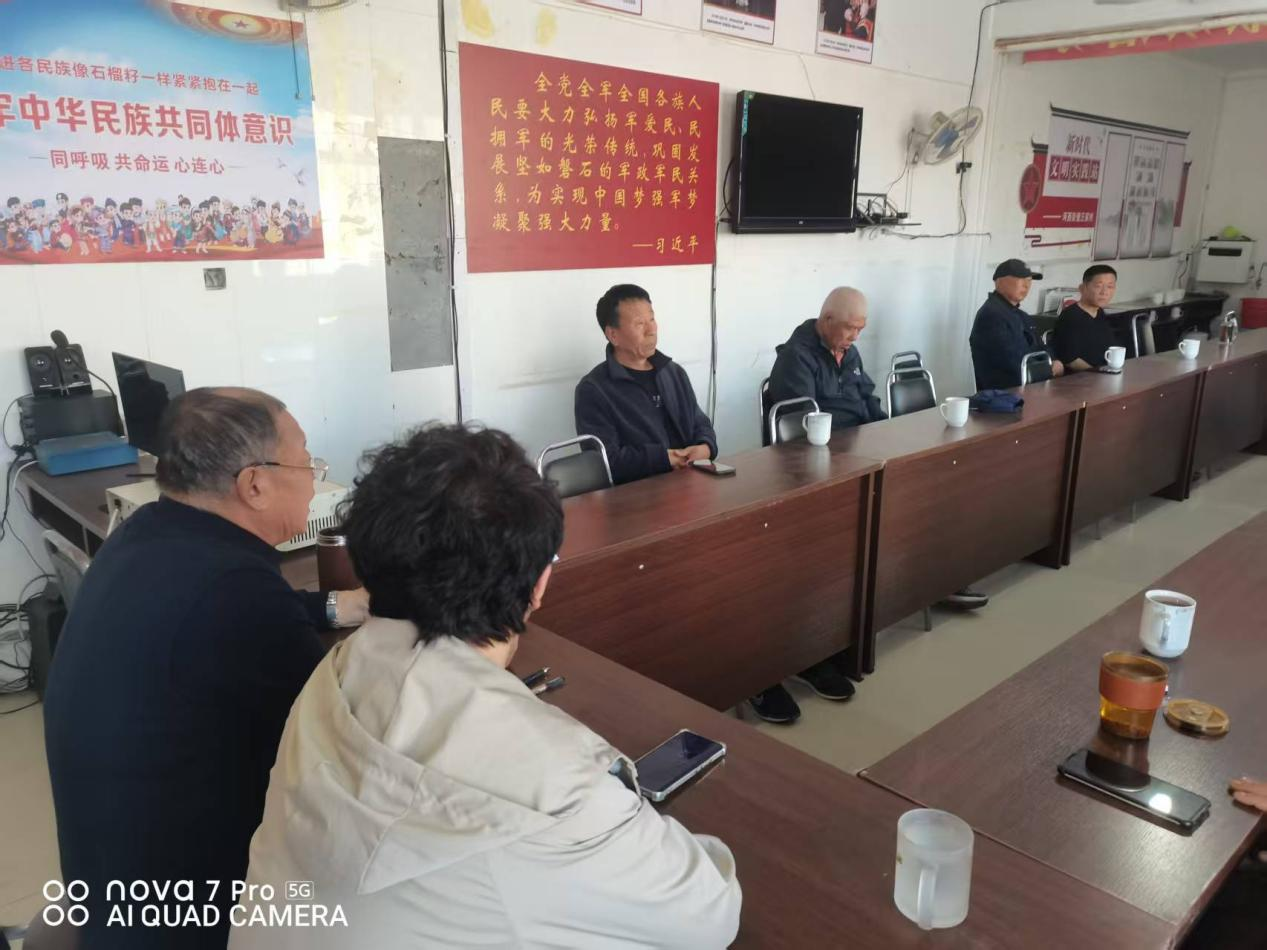 进各民族像石榴籽一样紧紧抱在一起
牢中华民族共同体意识
同呼吸 共命运 心连心
全党全军全国各族人
民要大力弘扬军爱民、民
拥军的光荣传统，巩固发
展坚如磐石的军政军民关
系，为实现中国梦强军梦
凝聚强大力量。
——习近平
新时代
文明实践站
nova 7 Pro 5G
AI QUAD CAMERA